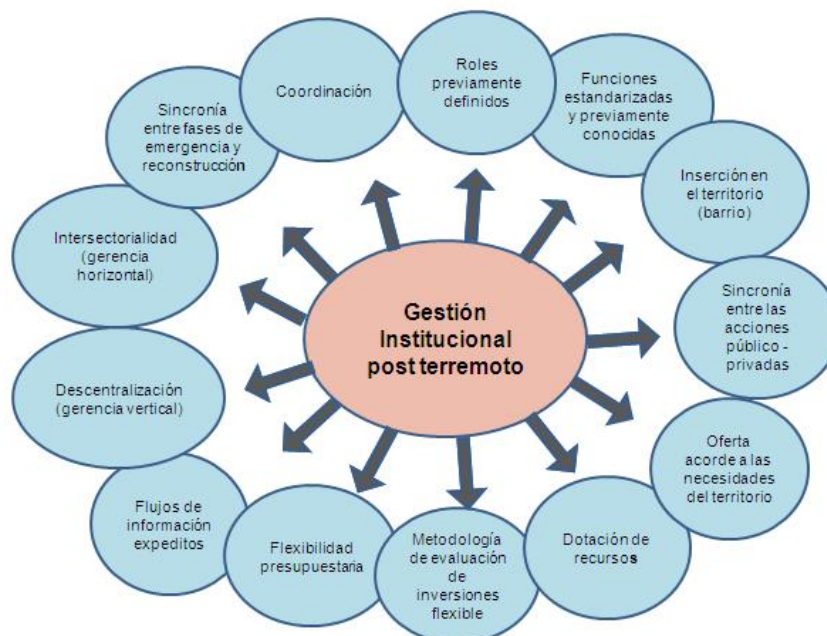 Coordinación
Roles
previamente
definidos
Funciones
estandarizadas
y previamente
conocidas
Inserción en
el territorio
(barrio)
Sincronía
entre las
acciones
público -
privadas
Oferta
acorde a las
necesidades
del territorio
Dotación de
recursos
Metodología
de evaluación
de
inversiones
flexible
Flexibilidad
presupuestaria
Flujos de
información
expeditos
Descentralización
(gerencia vertical)
Intersectorialidad
(gerencia
horizontal)
Sincronía
entre fases de
emergencia y
reconstrucción
Gestión
Institucional
post terremoto